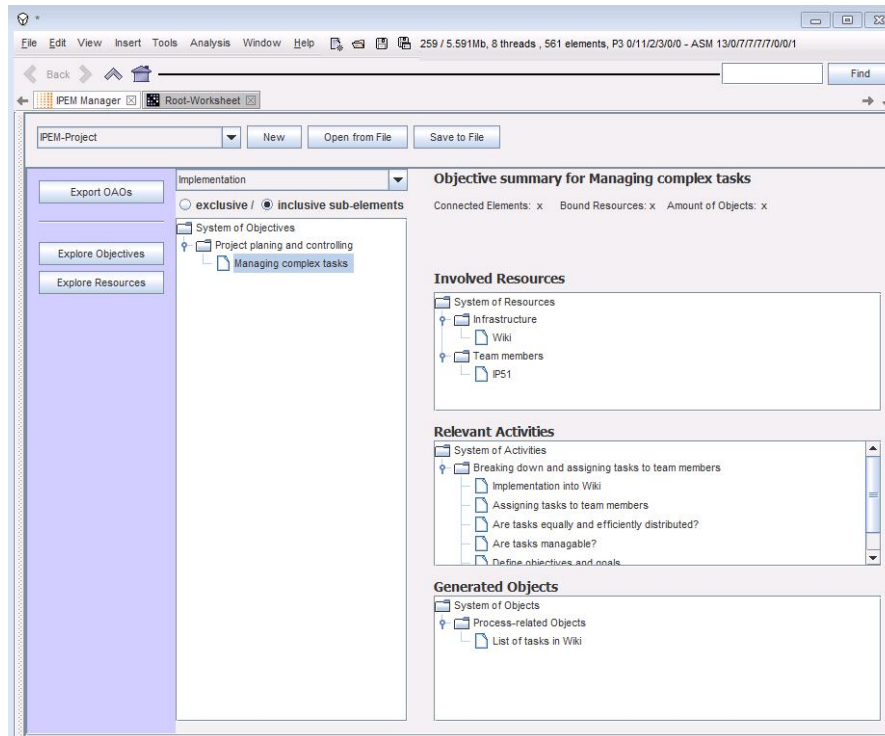 *
File Edit View Insert Tools Analysis Window Help 259 / 5.591Mb, 8 threads , 561 elements, P3 0/11/2/3/0/0 - ASM 13/0/7/7/7/7/0/0/1
Back Find
IPEM Manager Root-Worksheet
IPEM-Project New Open from File Save to File
Export OAOs
Explore Objectives
Explore Resources
Implementation
exclusive / inclusive sub-elements
System of Objectives
Project planing and controlling
Managing complex tasks
Objective summary for Managing complex tasks
Connected Elements: x Bound Resources: x Amount of Objects: x
Involved Resources
System of Resources
Infrastructure
Wiki
Team members
IP51
Relevant Activities
System of Activities
Breaking down and assigning tasks to team members
Implementation into Wiki
Assigning tasks to team members
Are tasks equally and efficiently distributed?
Are tasks managable?
Define objectives and goals
Generated Objects
System of Objects
Process-related Objects
List of tasks in Wiki